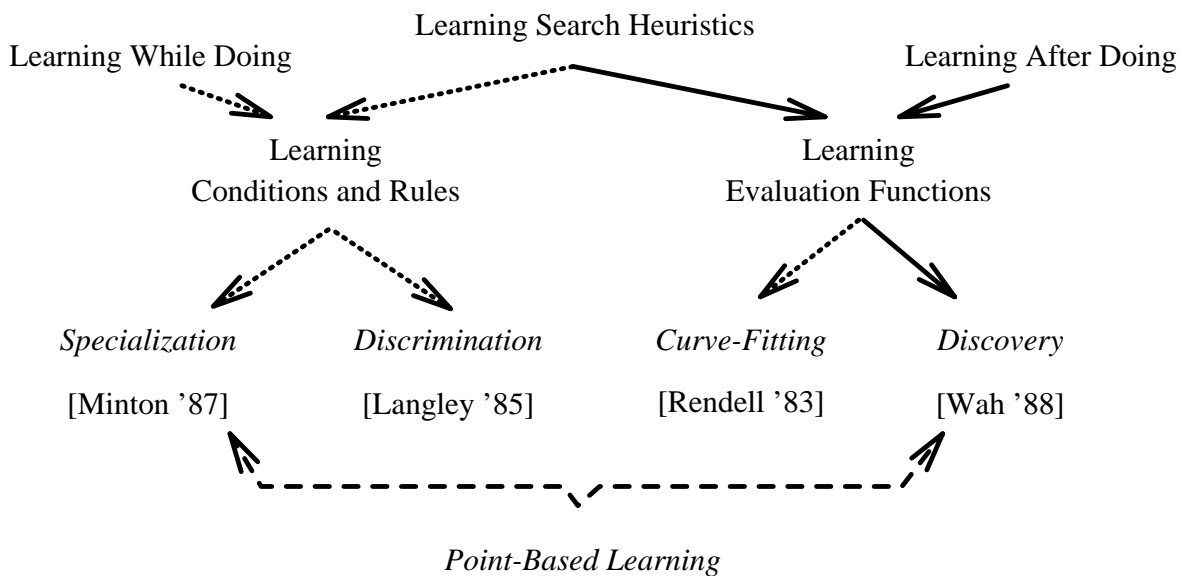 Learning Search Heuristics
Learning While Doing
Learning After Doing
Learning
Conditions and Rules
Learning
Evaluation Functions
Specialization
Discrimination
Curve-Fitting
Discovery
[Minton ’87]
[Langley ’85]
[Rendell ’83]
[Wah ’88]
Point-Based Learning